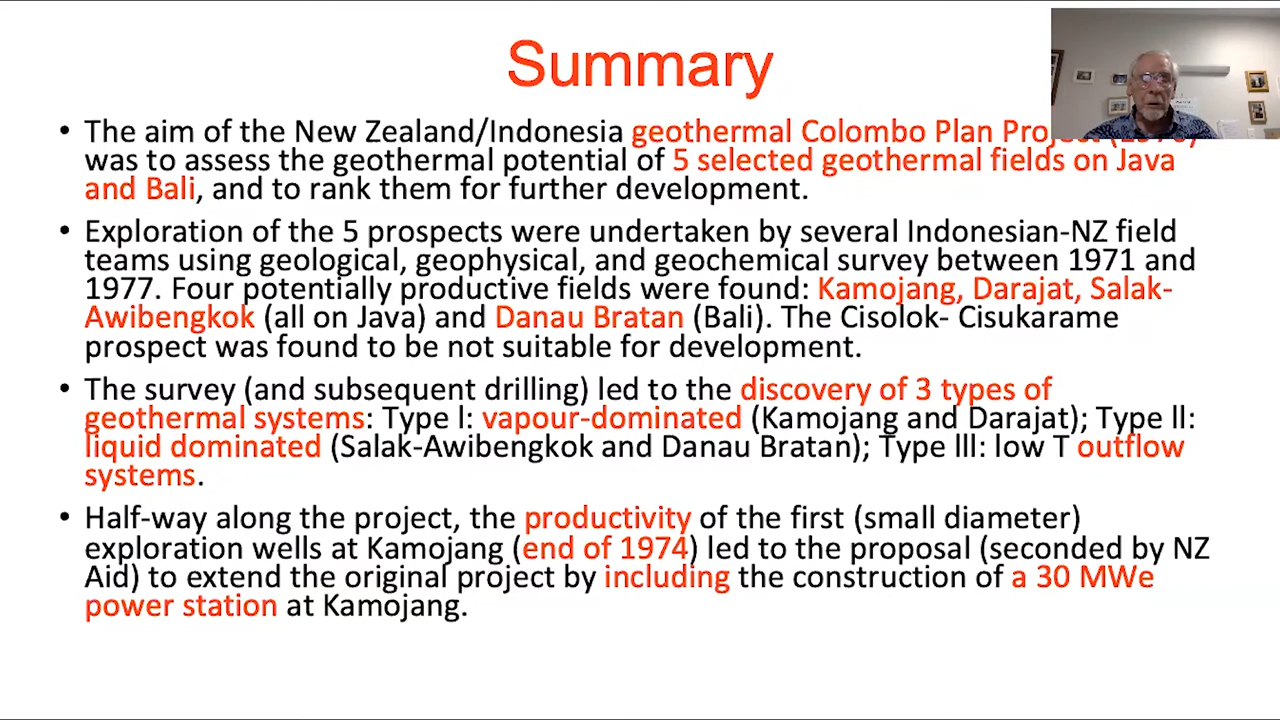 Summary
• The aim of the New Zealand/Indonesia geothermal Colombo Plan
was to assess the geothermal potential of 5 selected geothermal fields on Java
and Bali, and to rank them for further development.
• Exploration of the 5 prospects were undertaken by several Indonesian-NZ field
teams using geological, geophysical, and geochemical survey between 1971 and
1977. Four potentially productive fields were found: Kamojang, Darajat, Salak-
Awibengkok (all on Java) and Danau Bratan (Bali). The Cisolok- Cisukarame
prospect was found to be not suitable for development.
• The survey (and subsequent drilling) led to the discovery of 3 types of
geothermal systems: Type l: vapour-dominated (Kamojang and Darajat); Type ll:
liquid dominated (Salak-Awibengkok and Danau Bratan); Type lll: low T outflow
systems.
• Half-way along the project, the productivity of the first (small diameter)
exploration wells at Kamojang (end of 1974) led to the proposal (seconded by NZ
Aid) to extend the original project by including the construction of a 30 MWe
power station at Kamojang.